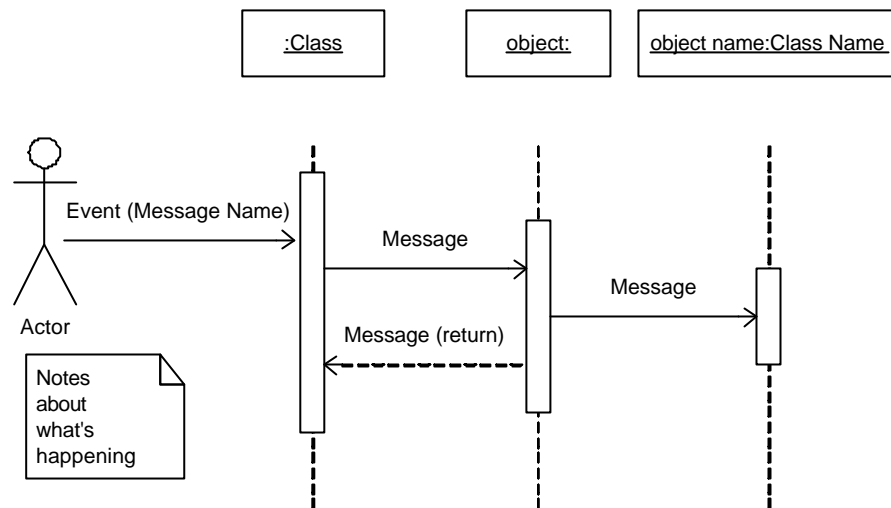 :Class
object:
object name:Class Name
Event (Message Name)
Message
Message
Message (return)
Actor
Notes
about
what's
happening